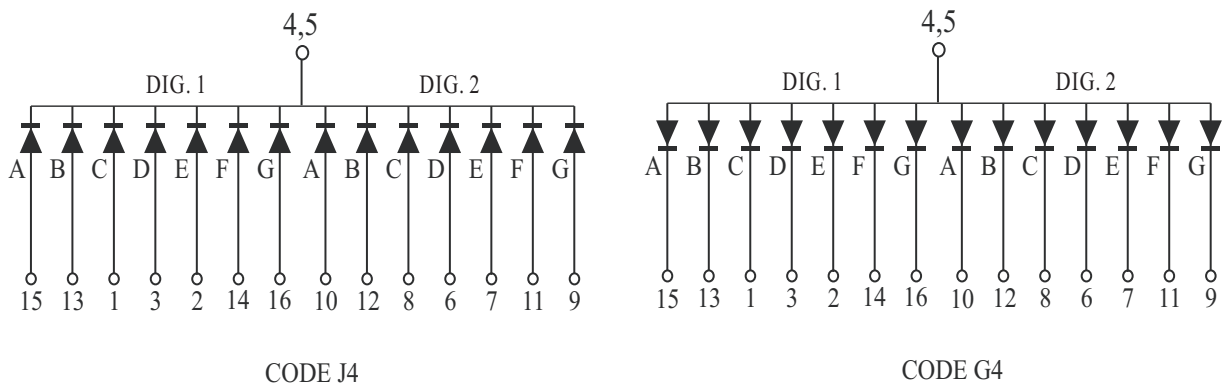 4,5
DIG. 1 DIG. 2
A B C D E F G A B C D E F G
15 13 1 3 2 14 16 10 12 8 6 7 11 9
CODE J4
4,5
DIG. 1 DIG. 2
A B C D E F G A B C D E F G
15 13 1 3 2 14 16 10 12 8 6 7 11 9
CODE G4